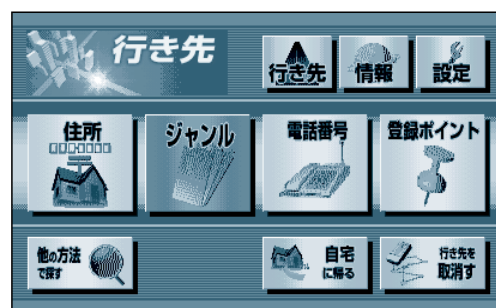 行き先
行き先 情報 設定
住所 ジャンル 電話番号 登録ポイント
他の方法
で探す
自宅
に帰る
行き先を
取消す